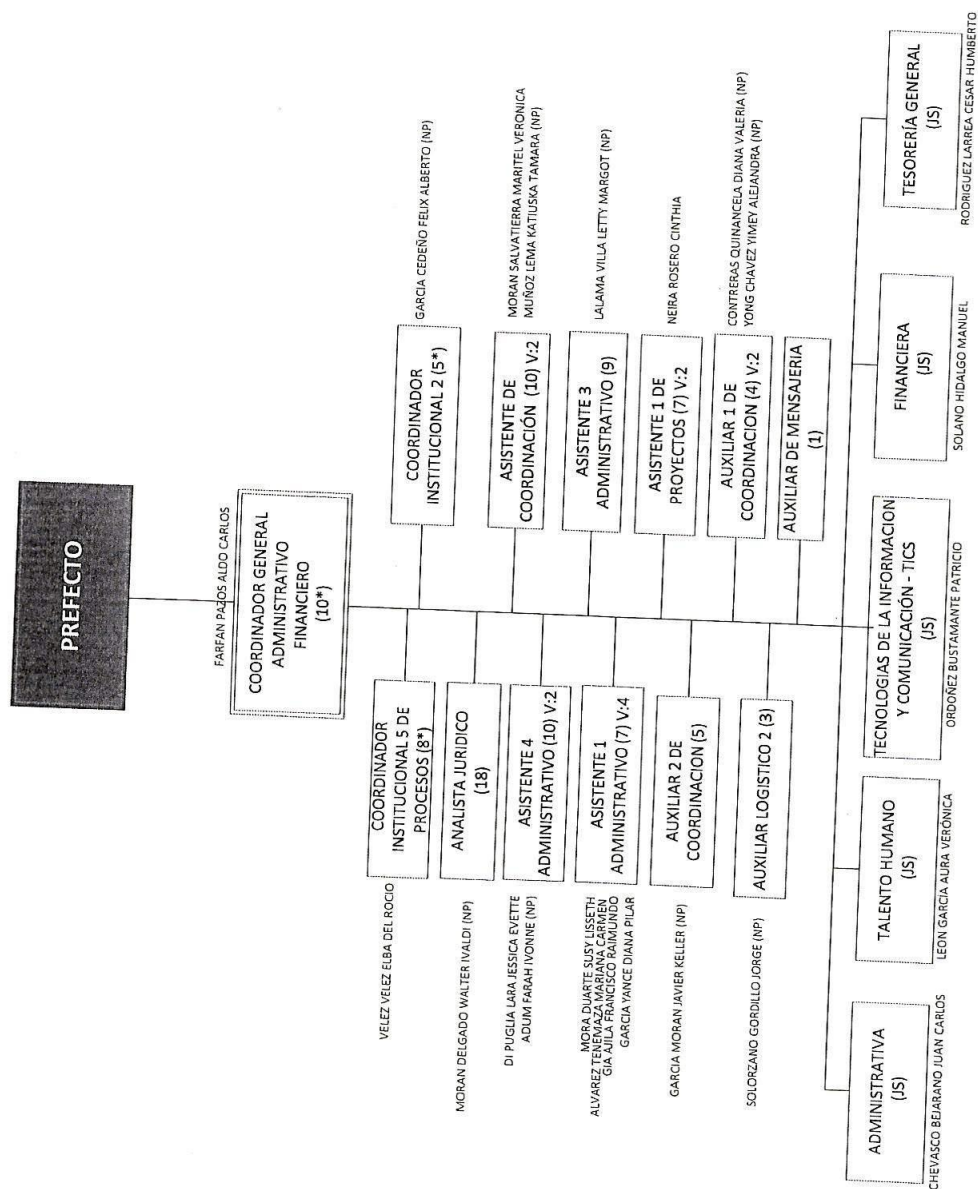 PREFECTO
FARFAN PAZOS ALDO CARLOS
COORDINADOR GENERAL
ADMINISTRATIVO
FINANCIERO
(10*)
VELEZ VELEZ ELBA DEL ROCIO
COORDINADOR
INSTITUCIONAL 5 DE
PROCESOS (8*)
COORDINADOR
INSTITUCIONAL 2 (5*)
GARCIA CEDEÑO FELIX ALBERTO (NP)
MORAN DELGADO WALTER IVALDI (NP)
ANALISTA JURIDICO
(18)
ASISTENTE DE
COORDINACIÓN (10) V:2
MORAN SALVATIERRA MARITEL VERONICA
MUÑOZ LEMA KATIUSKA TAMARA (NP)
DI PUGLIA LARA JESSICA EVETTE
ADUM FARAH IVONNE (NP)
ASISTENTE 4
ADMINISTRATIVO (10) V:2
ASISTENTE 3
ADMINISTRATIVO (9)
LALAMA VILLA LETTY MARGOT (NP)
MORA DUARTE SUSY LISSETH
ALVAREZ TENEMAZA MARIANA CARMEN
GIA AJILA FRANCISCO RAIMUNDO
GARCIA YANCE DIANA PILAR
ASISTENTE 1
ADMINISTRATIVO (7) V:4
ASISTENTE 1 DE
PROYECTOS (7) V:2
NEIRA ROSERO CINTHIA
GARCIA MORAN JAVIER KELLER (NP)
AUXILIAR 2 DE
COORDINACION (5)
AUXILIAR 1 DE
COORDINACION (4) V:2
CONTRERAS QUINANCELA DIANA VALERIA (NP)
YONG CHAVEZ YIMEY ALEJANDRA (NP)
SOLORZANO GORDILLO JORGE (NP)
AUXILIAR LOGISTICO 2 (3)
AUXILIAR DE MENSAJERIA
(1)
ADMINISTRATIVA
(JS)
CHEVASCO BEJARANO JUAN CARLOS
TALENTO HUMANO
(JS)
LEON GARCIA AURA VERÓNICA
TECNOLOGIAS DE LA INFORMACION
Y COMUNICACIÓN - TICS
(JS)
ORDOÑEZ BUSTAMANTE PATRICIO
FINANCIERA
(JS)
SOLANO HIDALGO MANUEL
TESORERÍA GENERAL
(JS)
RODRIGUEZ LARREA CESAR HUMBERTO